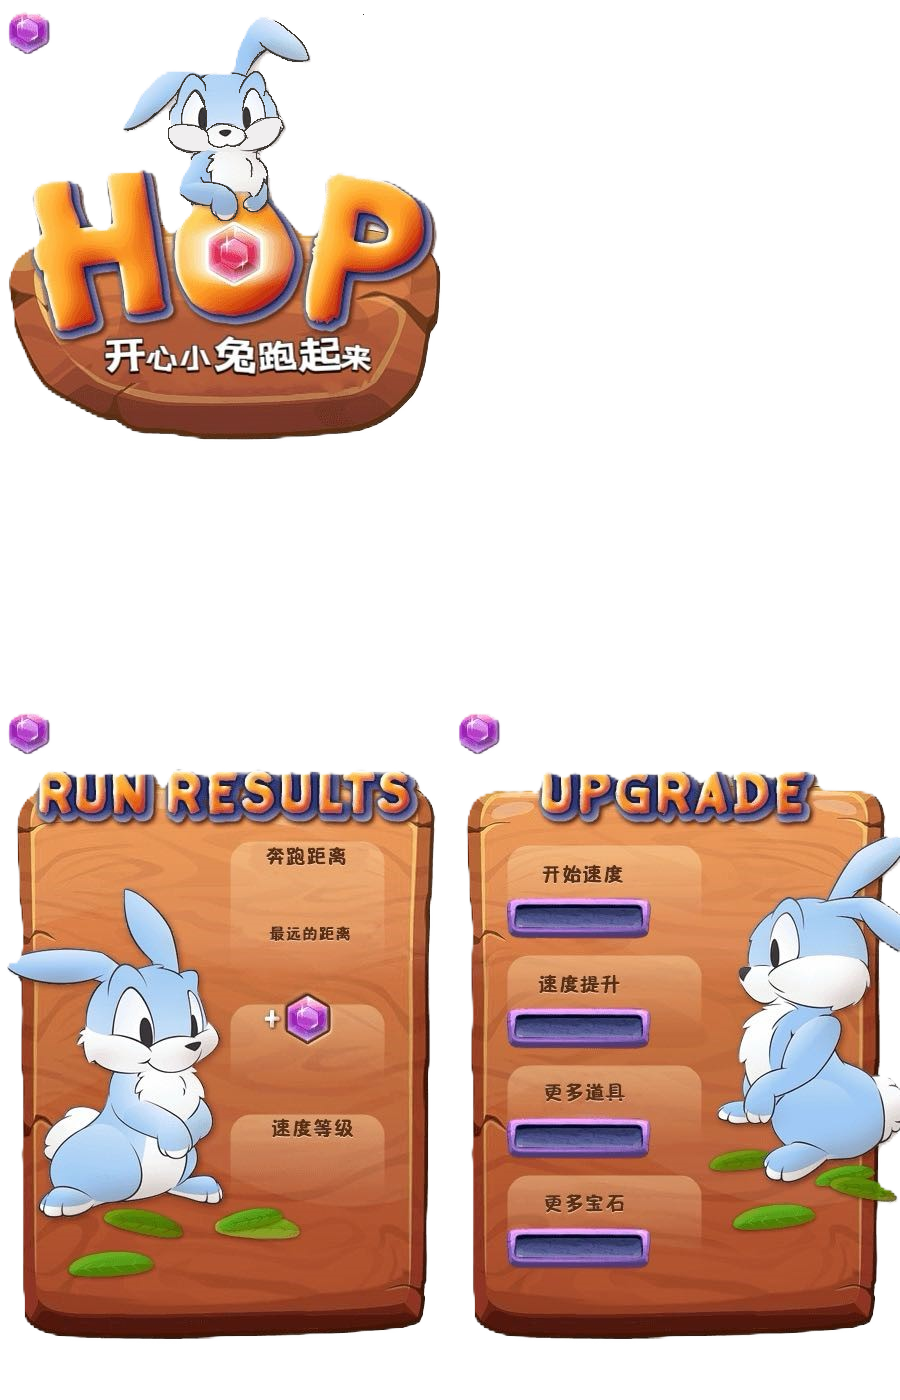 HOP
开心小兔跑起来
RUN RESULTS
奔跑距离
最远的距离
+
速度等级
UPGRADE
开始速度
速度提升
更多道具
更多宝石